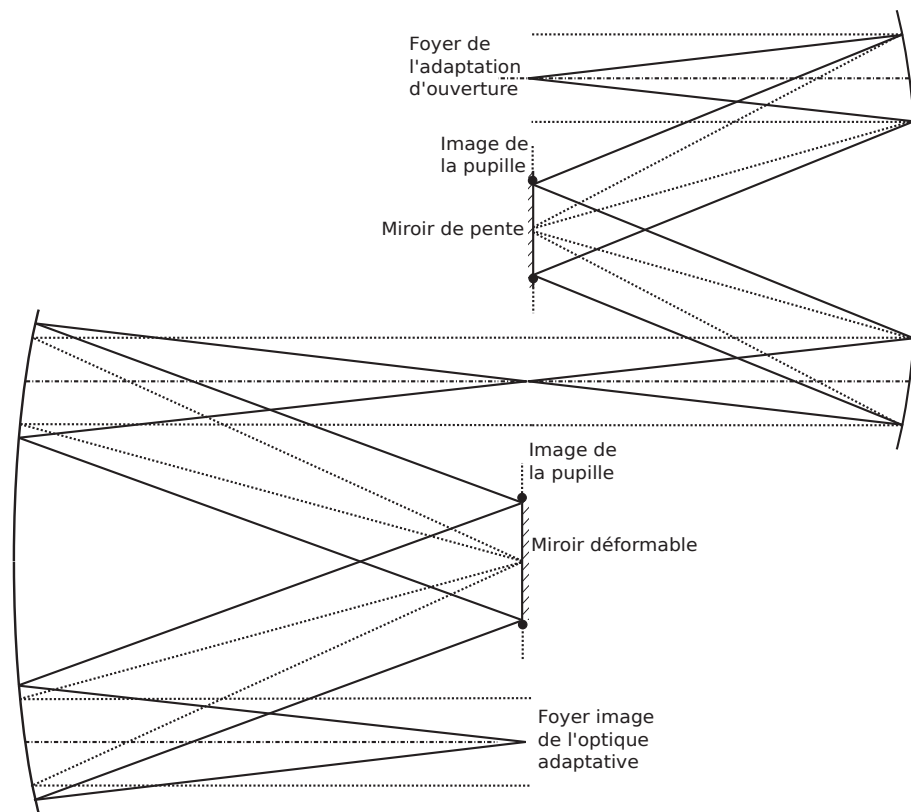 Foyer de
l'adaptation
d'ouverture
Image de
la pupille
Miroir de pente
Image de
la pupille
Miroir déformable
Foyer image
de l'optique
adaptative